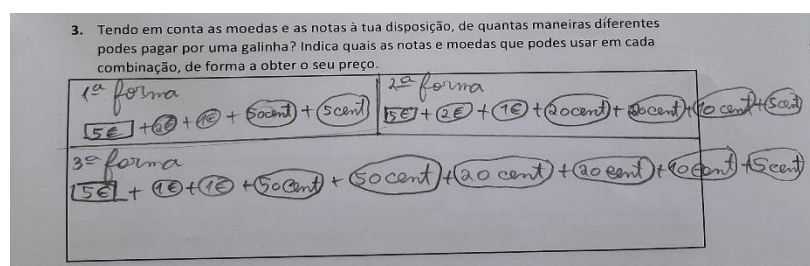 3. Tendo em conta as moedas e as notas à tua disposição, de quantas maneiras diferentes
podes pagar por uma galinha? Indica quais as notas e moedas que podes usar em cada
combinação, de forma a obter o seu preço.
1ª forma
5€ + 2€ + 1€ + 50cent + 5cent
2ª forma
5€ + 2€ + 1€ + 20cent + 20cent + 10 cent + 5cent
3ª forma
5€ + 1€ + 1€ + 50cent + 50 cent + 20 cent + 20 cent + 10cent + 5cent